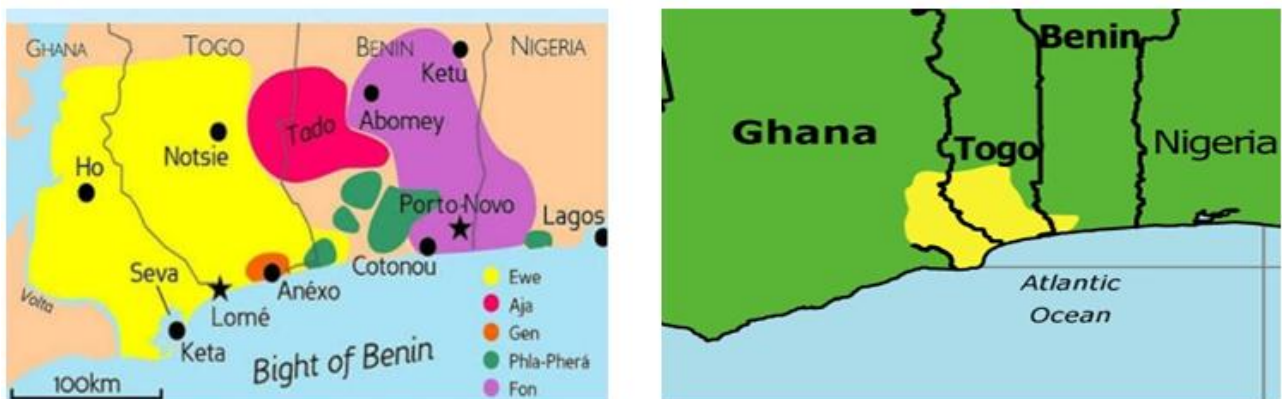 GHANA TOGO BENIN NIGERIA
Ketu
Abomey
Tado
Notsie
Ho
Porto-Novo
Lagos
Cotonou
Seva
Anéxo
Volta
Lomé
Keta
Bight of Benin
100km
Ewe
Aja
Gen
Phla-Pherá
Fon
Benin
Ghana
Togo
Nigeria
Atlantic
Ocean